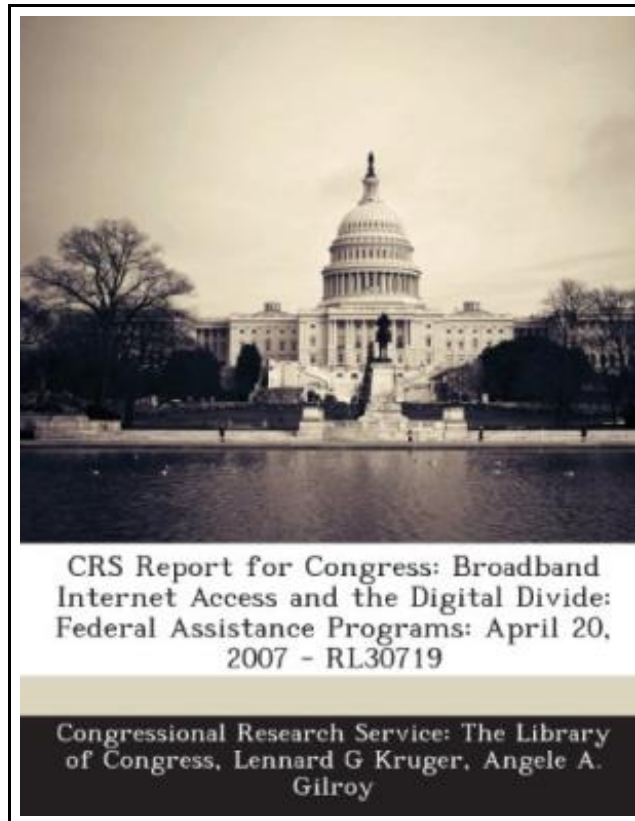 CRS Report for Congress: Broadband
Internet Access and the Digital Divide:
Federal Assistance Programs: April 20,
2007 - RL30719
Congressional Research Service: The Library
of Congress, Lennard G Kruger, Angele A.
Gilroy